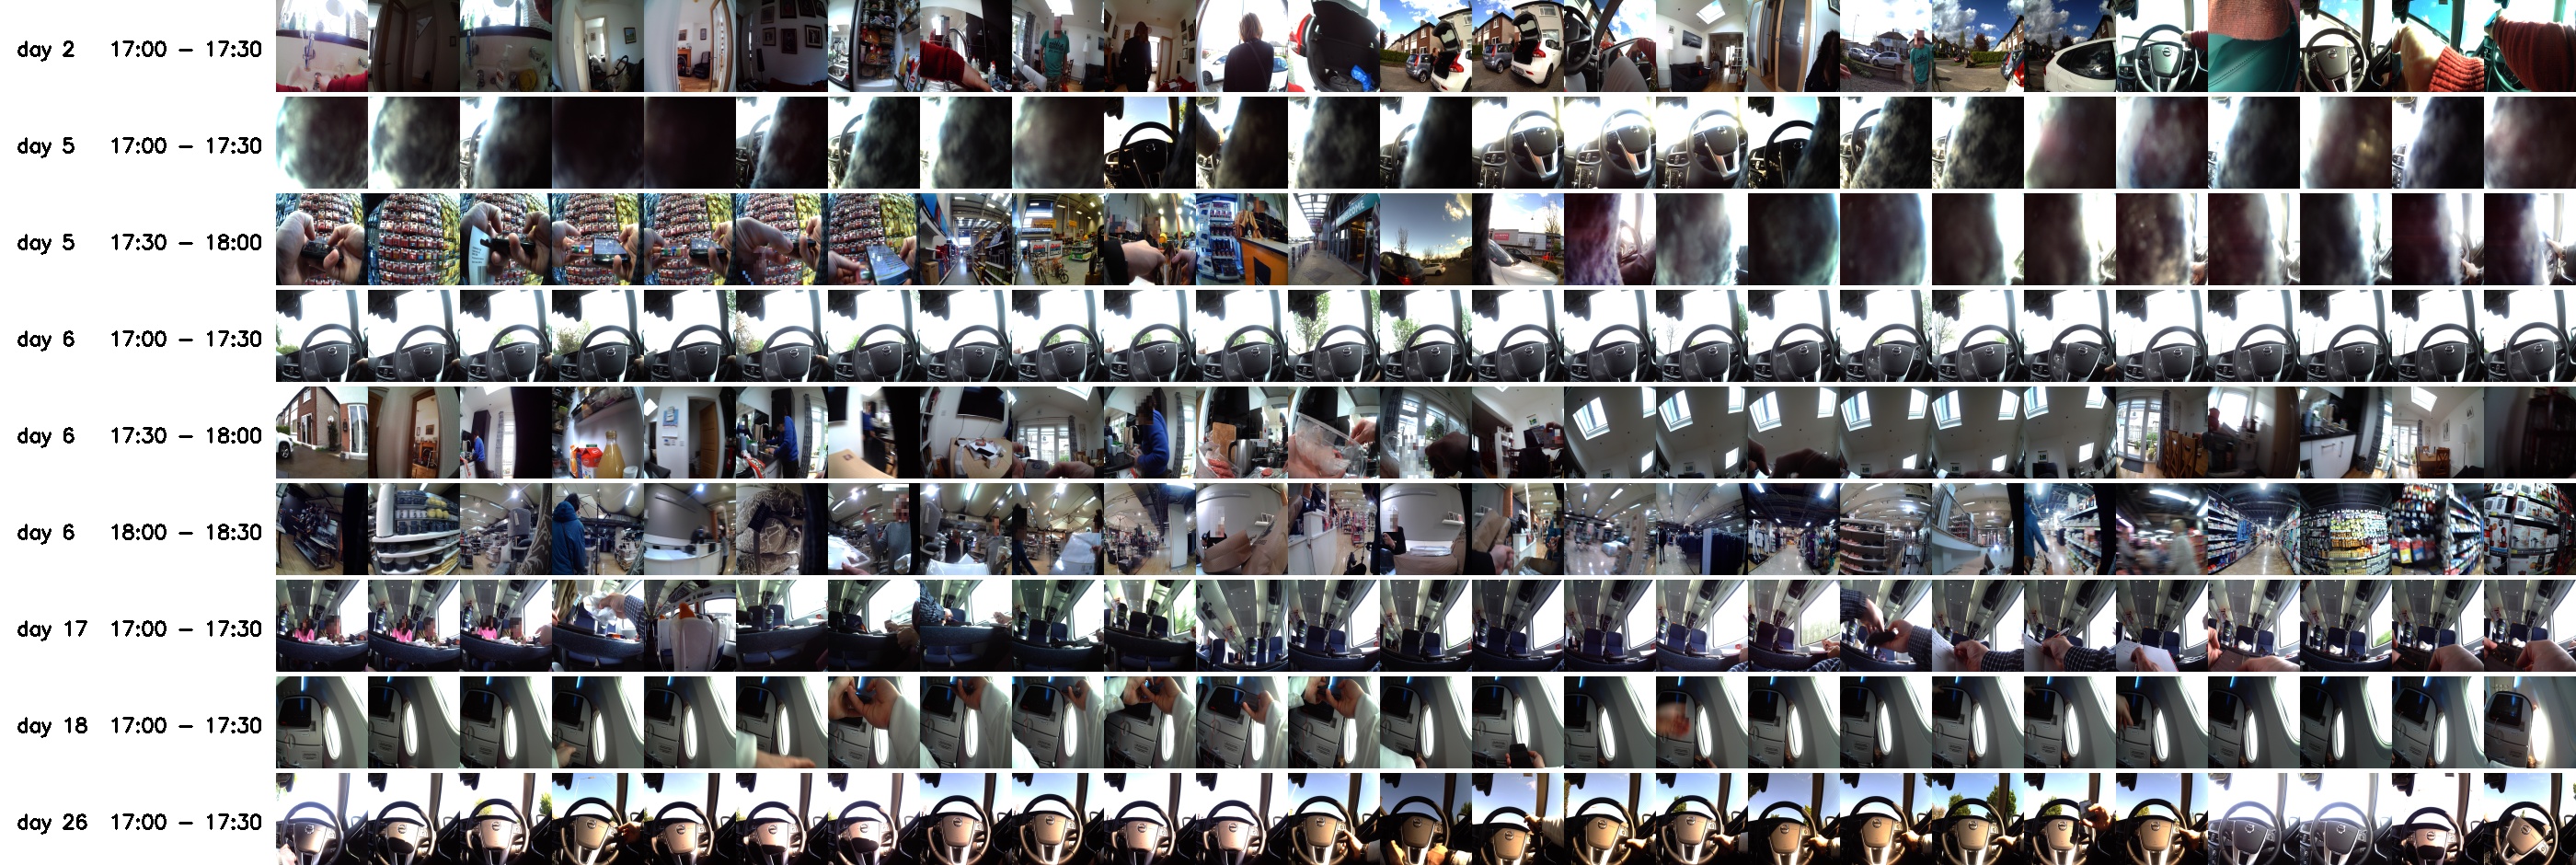 day 2 17:00 - 17:30
day 5 17:00 - 17:30
day 5 17:30 - 18:00
day 6 17:00 - 17:30
day 6 17:30 - 18:00
day 6 18:00 - 18:30
day 17 17:00 - 17:30
day 18 17:00 - 17:30
day 26 17:00 - 17:30